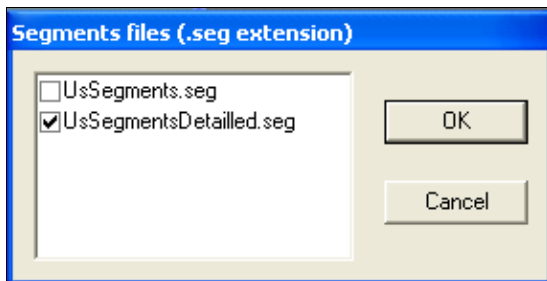 Segments files (.seg extension)
UsSegments.seg
UsSegmentsDetailled.seg
OK
Cancel